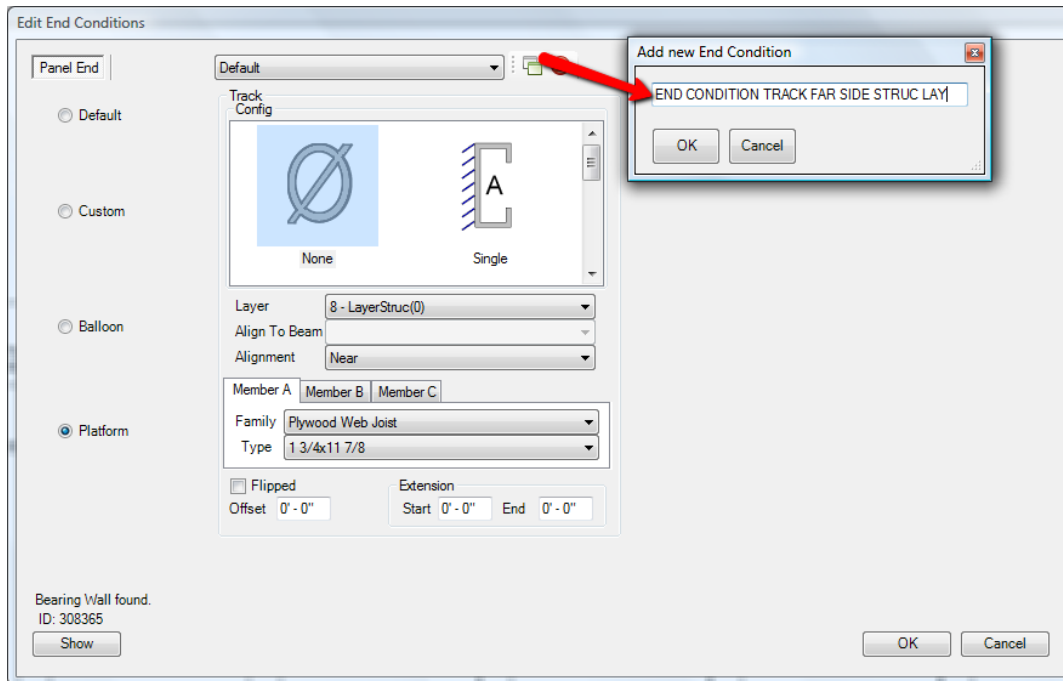 Edit End Conditions
Panel End
Default
Add new End Condition
END CONDITION TRACK FAR SIDE STRUC LAY
OK
Cancel
Default
Custom
Balloon
Platform
Track
Config
A
None
Single
Layer
8 - LayerStruc(0)
Align To Beam
Alignment
Near
Member A
Member B
Member C
Family
Plywood Web Joist
Type
1 3/4x11 7/8
Flipped
Extension
Offset
0' - 0"
Start
0' - 0"
End
0' - 0"
Bearing Wall found.
ID: 308365
Show
OK
Cancel